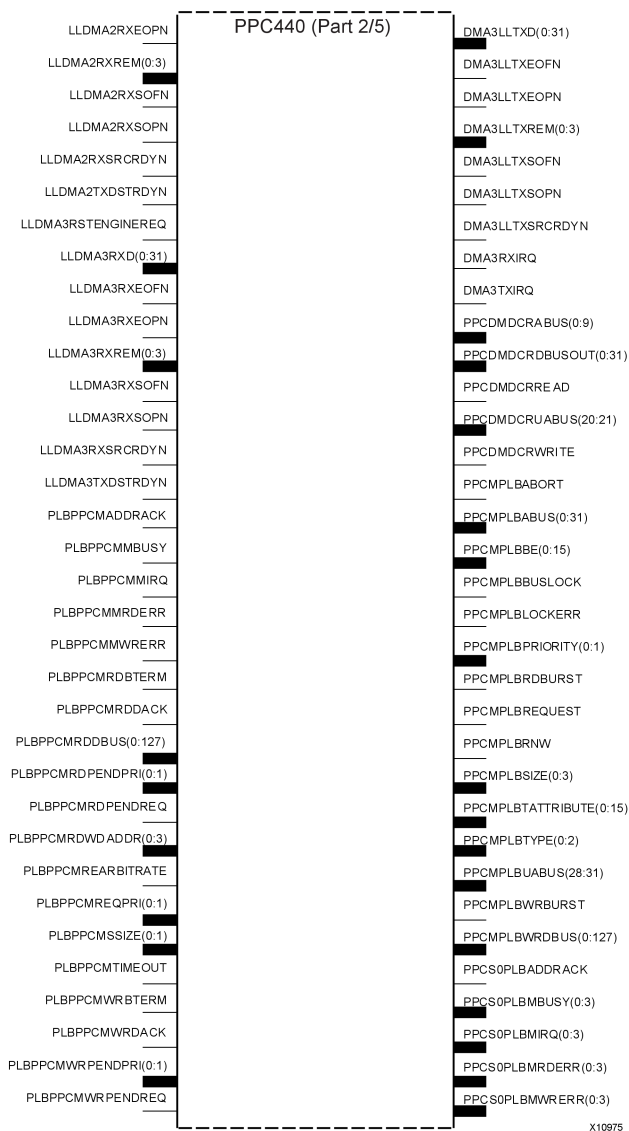 PPC440 (Part 2/5)
LLDMA2RXEOPN
LLDMA2RXREM(0:3)
LLDMA2RXSOFN
LLDMA2RXSOPN
LLDMA2RXSRCRDYN
LLDMA2TXDSTRDYN
LLDMA3RSTENGINEREQ
LLDMA3RXD(0:31)
LLDMA3RXEOFN
LLDMA3RXEOPN
LLDMA3RXREM(0:3)
LLDMA3RXSOFN
LLDMA3RXSOPN
LLDMA3RXSRCRDYN
LLDMA3TXDSTRDYN
PLBPPCMADDRACK
PLBPPCMMBUSY
PLBPPCMMIRQ
PLBPPCMMRDERR
PLBPPCMMWRERR
PLBPPCMRDBTERM
PLBPPCMRDDACK
PLBPPCMRDDBUS(0:127)
PLBPPCMRDPENDPRI(0:1)
PLBPPCMRDPENDREQ
PLBPPCMRDWDADDR(0:3)
PLBPPCMREARBITRATE
PLBPPCMREQPRI(0:1)
PLBPPCMSSIZE(0:1)
PLBPPCMTIMEOUT
PLBPPCMWRBTERM
PLBPPCMWRDACK
PLBPPCMWRPENDPRI(0:1)
PLBPPCMWRPENDREQ
DMA3LLTXD(0:31)
DMA3LLTXEOFN
DMA3LLTXEOPN
DMA3LLTXREM(0:3)
DMA3LLTXSOFN
DMA3LLTXSOPN
DMA3LLTXSRCRDYN
DMA3RXIRQ
DMA3TXIRQ
PPCDMDCRABUS(0:9)
PPCDMDCRDBUSOUT(0:31)
PPCDMDCRREAD
PPCDMDCRUABUS(20:21)
PPCDMDCRWRITE
PPCMPLBABORT
PPCMPLBABUS(0:31)
PPCMPLBBE(0:15)
PPCMPLBBUSLOCK
PPCMPLBLOCKERR
PPCMPLBPRIORITY(0:1)
PPCMPLBRDBURST
PPCMPLBREQUEST
PPCMPLBRNW
PPCMPLBSIZE(0:3)
PPCMPLBTATTRIBUTE(0:15)
PPCMPLBTYPE(0:2)
PPCMPLBUABUS(28:31)
PPCMPLBWRBURST
PPCMPLBWRDBUS(0:127)
PPCS0PLBADDRACK
PPCS0PLBMBUSY(0:3)
PPCS0PLBMIRQ(0:3)
PPCS0PLBMRDERR(0:3)
PPCS0PLBMWRERR(0:3)
X10975